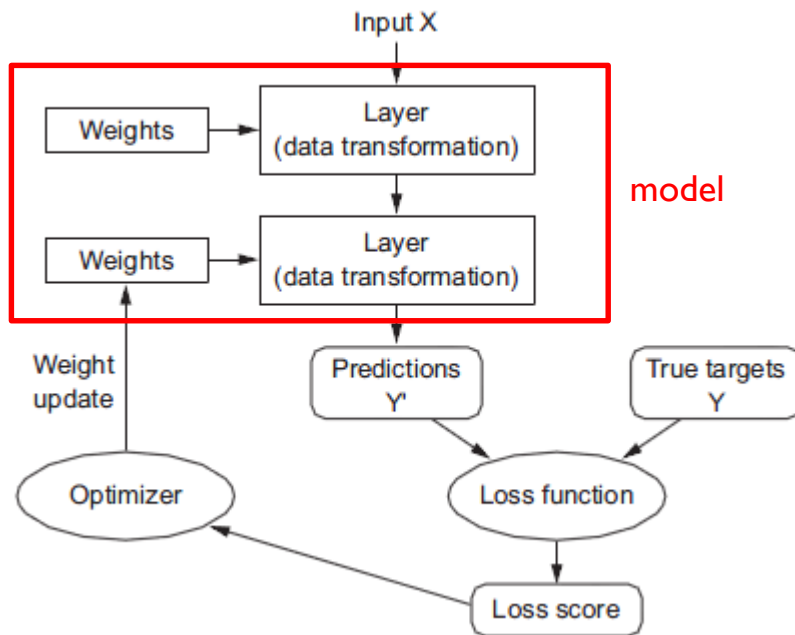 Input X
Weights
Layer
(data transformation)
model
Weights
Layer
(data transformation)
Weight
update
Predictions
Y'
True targets
Y
Optimizer
Loss function
Loss score